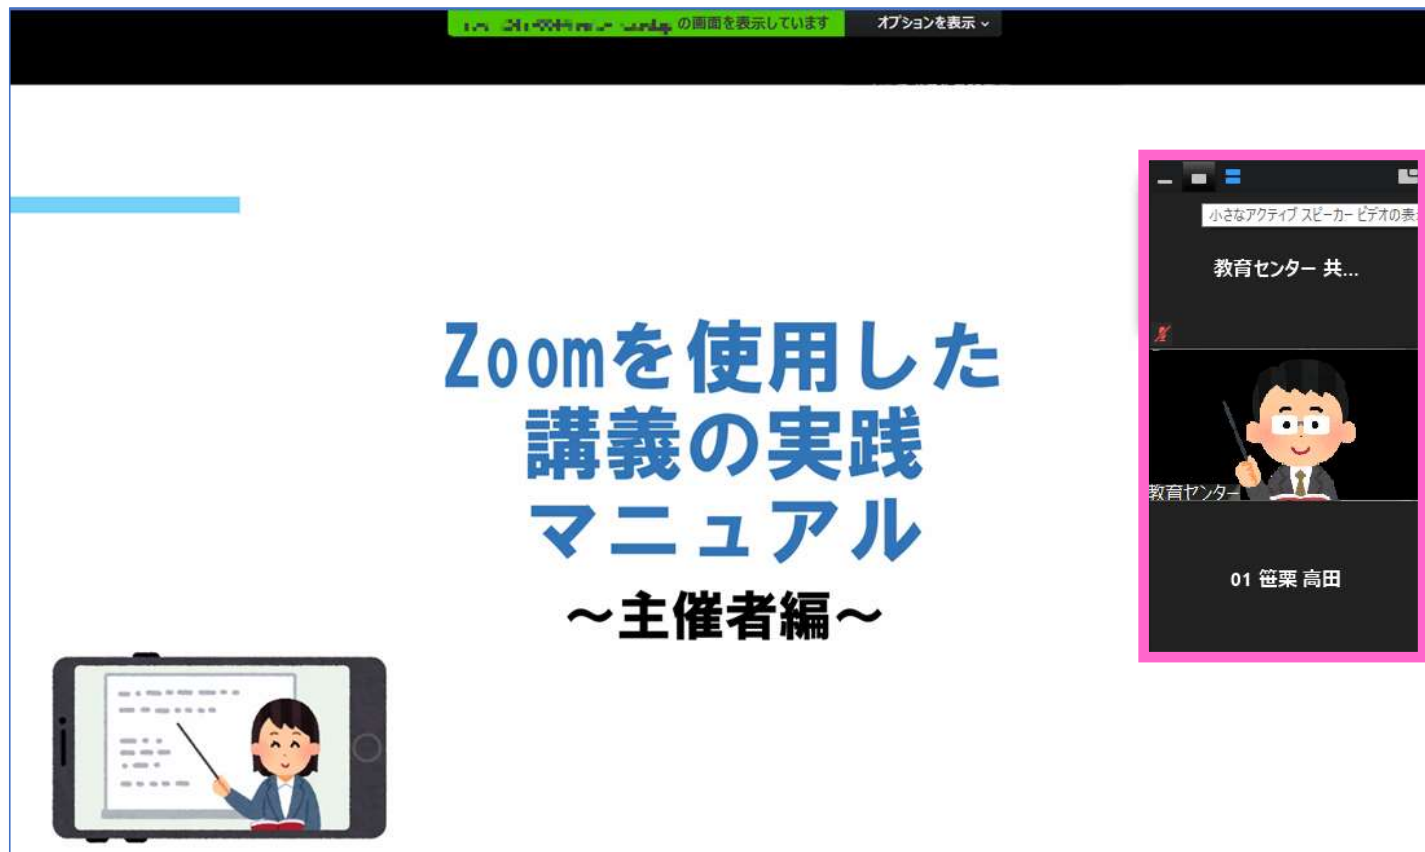 の画面を表示しています
オプションを表示
小さなアクティブ スピーカー ビデオの表
教育センター 共...
Zoomを使用した
講義の実践
マニュアル
～主催者編～
教育センター
01 笹栗 高田